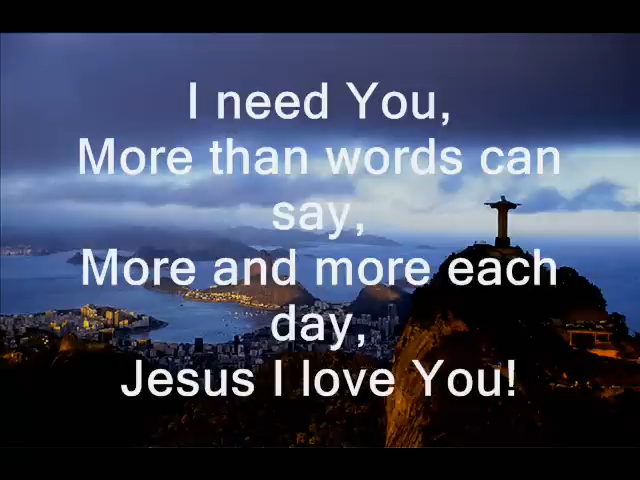 I need You,
More than words can
say,
More and more each
day,
Jesus I love You!